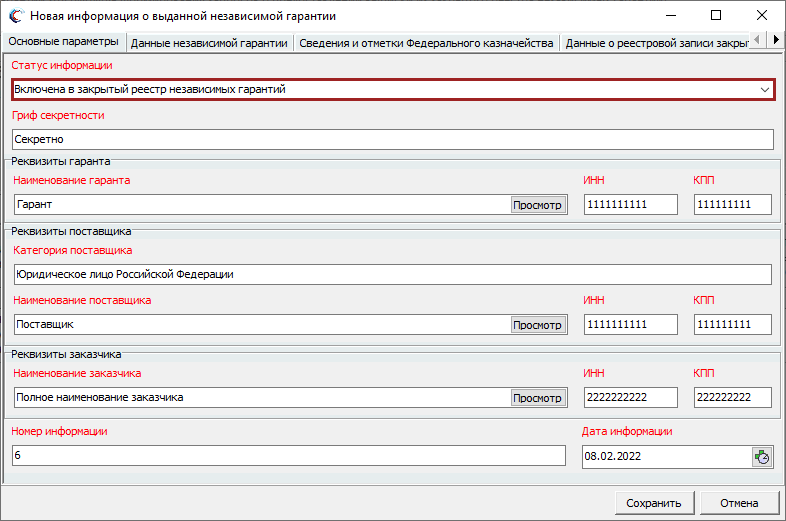 Новая информация о выданной независимой гарантии
Основные параметры Данные независимой гарантии Сведения и отметки Федерального казначейства Данные о реестровой записи закрыт
Статус информации
Включена в закрытый реестр независимых гарантий
Гриф секретности
Секретно
Реквизиты гаранта
Наименование гаранта ИНН КПП
Гарант Просмотр 1111111111 111111111
Реквизиты поставщика
Категория поставщика
Юридическое лицо Российской Федерации
Наименование поставщика ИНН КПП
Поставщик Просмотр 1111111111 111111111
Реквизиты заказчика
Наименование заказчика ИНН КПП
Полное наименование заказчика Просмотр 2222222222 222222222
Номер информации Дата информации
6 08.02.2022
Сохранить Отмена